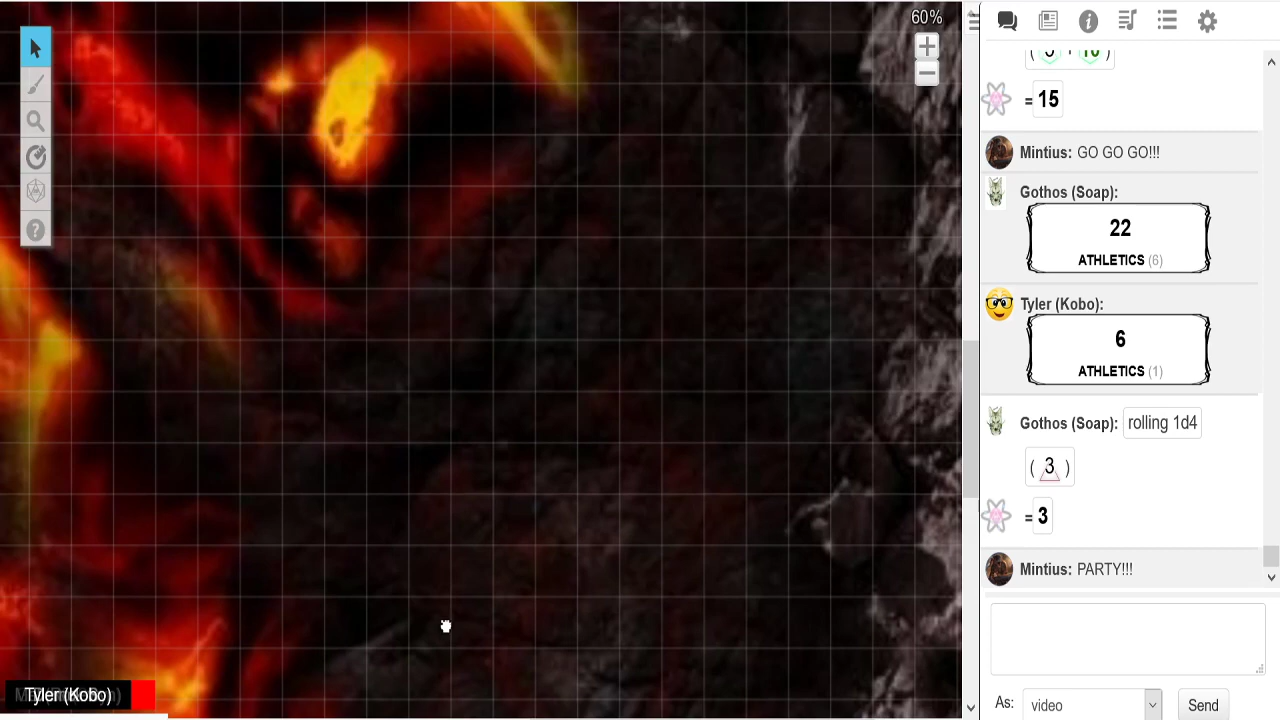 60%
= 15
Mintius: GO GO GO!!!
Gothos (Soap):
22
ATHLETICS (6)
Tyler (Kobo):
6
ATHLETICS (1)
Gothos (Soap): rolling 1d4
( 3 )
= 3
Mintius: PARTY!!!
Tyler (Kobo)
As: video Send